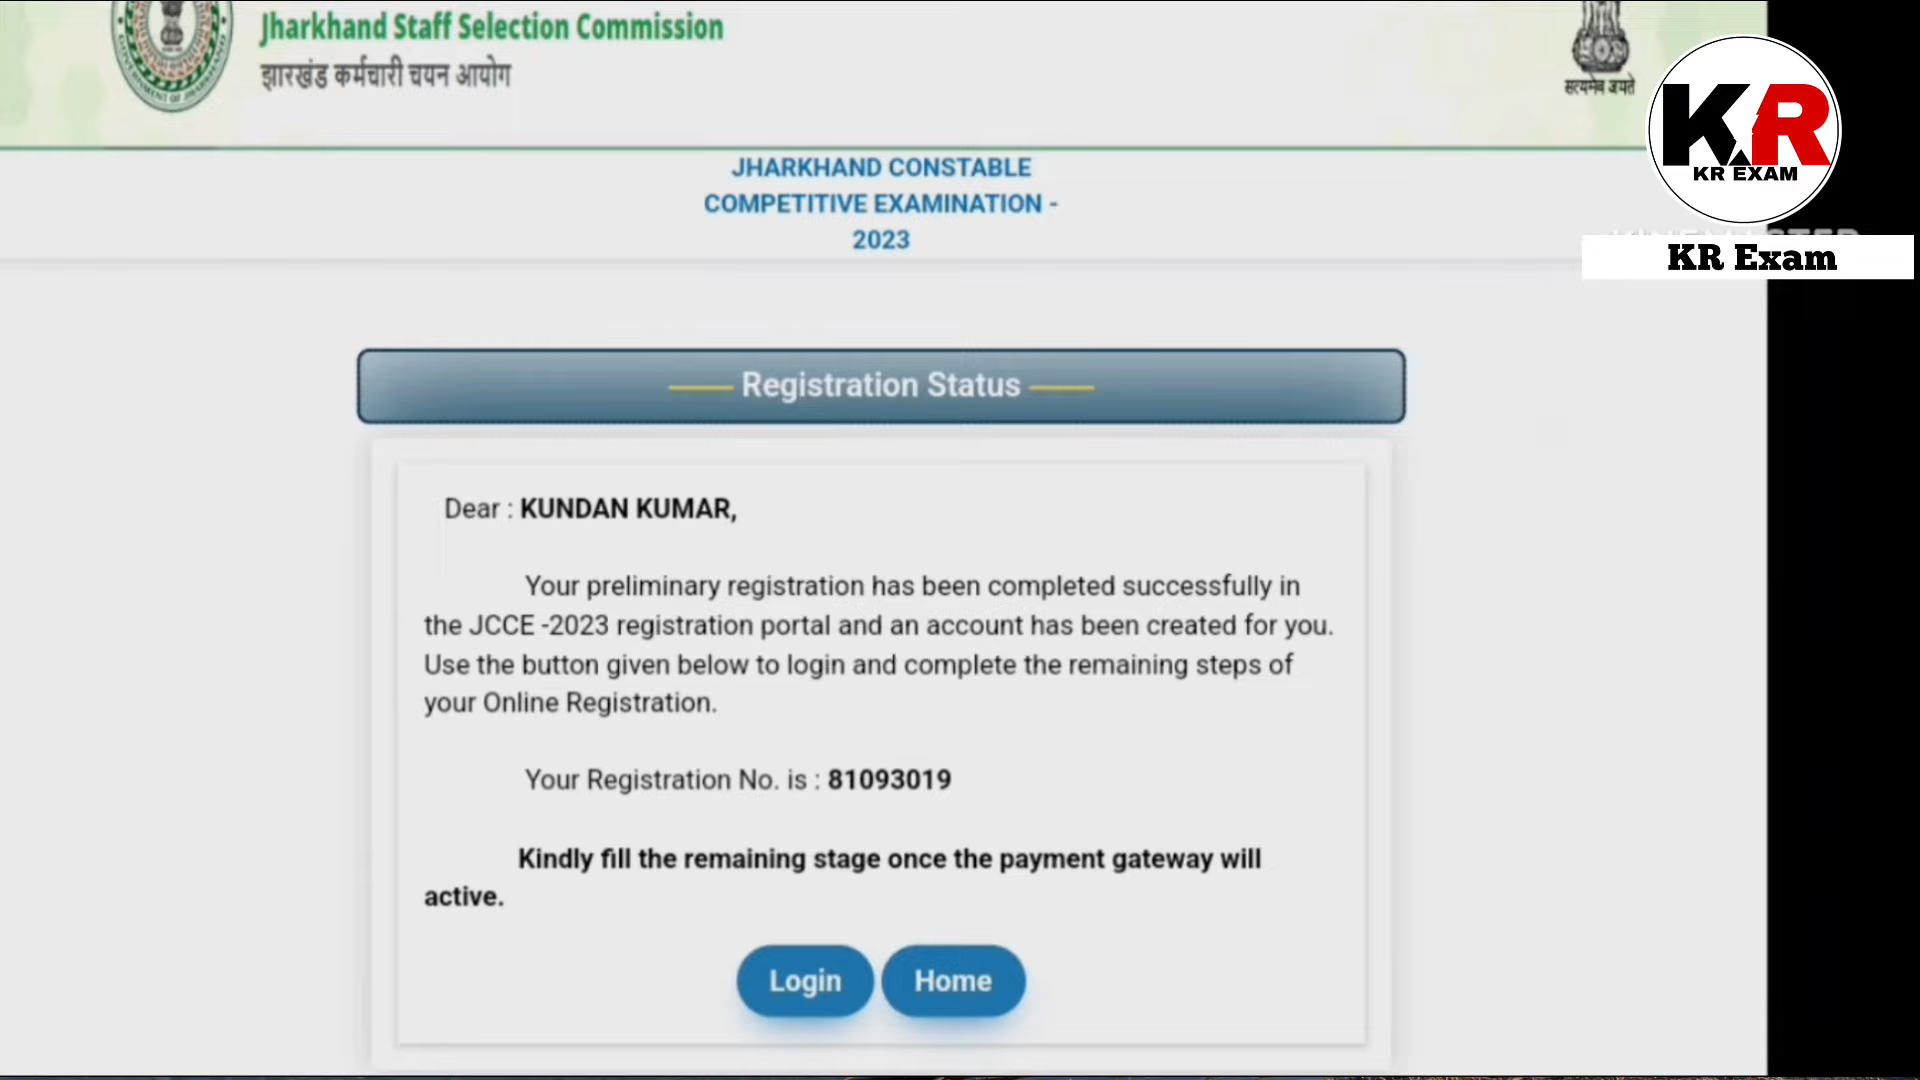 Jharkhand Staff Selection Commission
झारखंड कर्मचारी चयन आयोग
सत्यमेव जयते
KR
KR EXAM
KR Exam
JHARKHAND CONSTABLE
COMPETITIVE EXAMINATION -
2023
Registration Status
Dear : KUNDAN KUMAR,
Your preliminary registration has been completed successfully in
the JCCE -2023 registration portal and an account has been created for you.
Use the button given below to login and complete the remaining steps of
your Online Registration.
Your Registration No. is : 81093019
Kindly fill the remaining stage once the payment gateway will
active.
Login Home